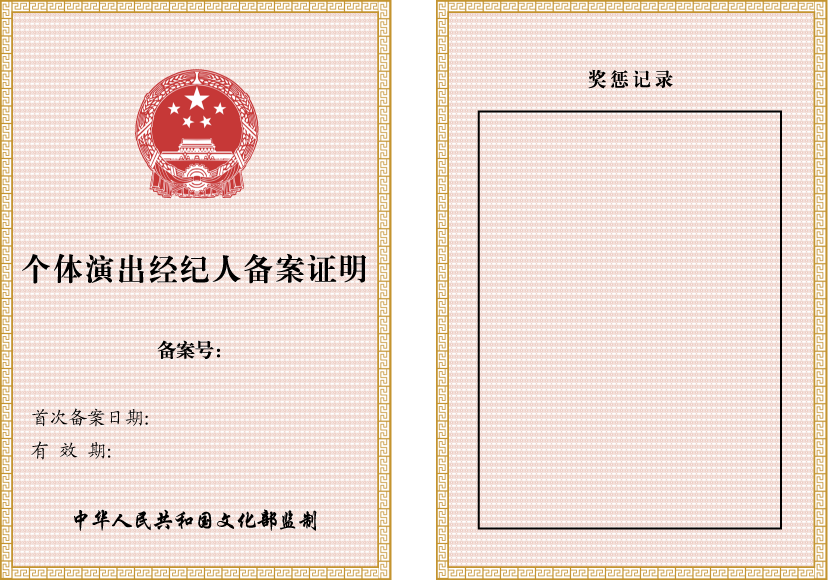 个体演出经纪人备案证明
备案号：
首次备案日期:
有 效 期:
中华人民共和国文化部监制
奖惩记录